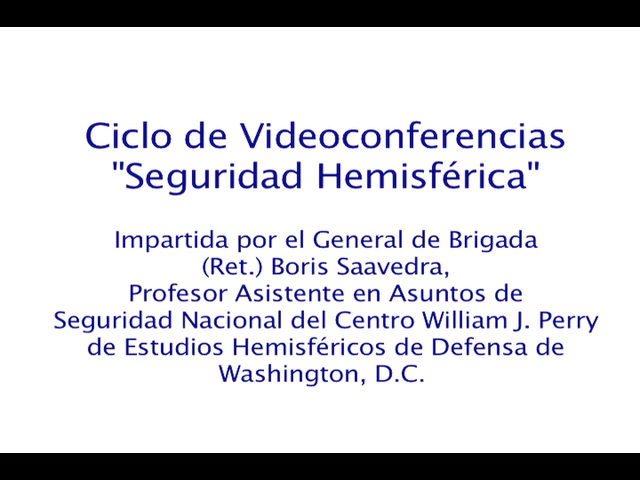 Ciclo de Videoconferencias
"Seguridad Hemisférica"
Impartida por el General de Brigada
(Ret.) Boris Saavedra,
Profesor Asistente en Asuntos de
Seguridad Nacional del Centro William J. Perry
de Estudios Hemisféricos de Defensa de
Washington, D.C.